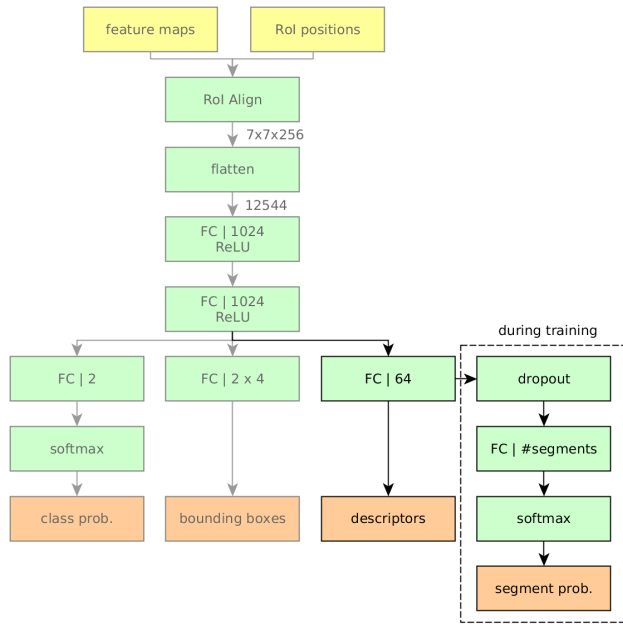 feature maps
RoI positions
RoI Align
7x7x256
flatten
12544
FC | 1024
ReLU
FC | 1024
ReLU
during training
FC | 2
FC | 2 x 4
FC | 64
dropout
softmax
FC | #segments
softmax
class prob.
bounding boxes
descriptors
segment prob.